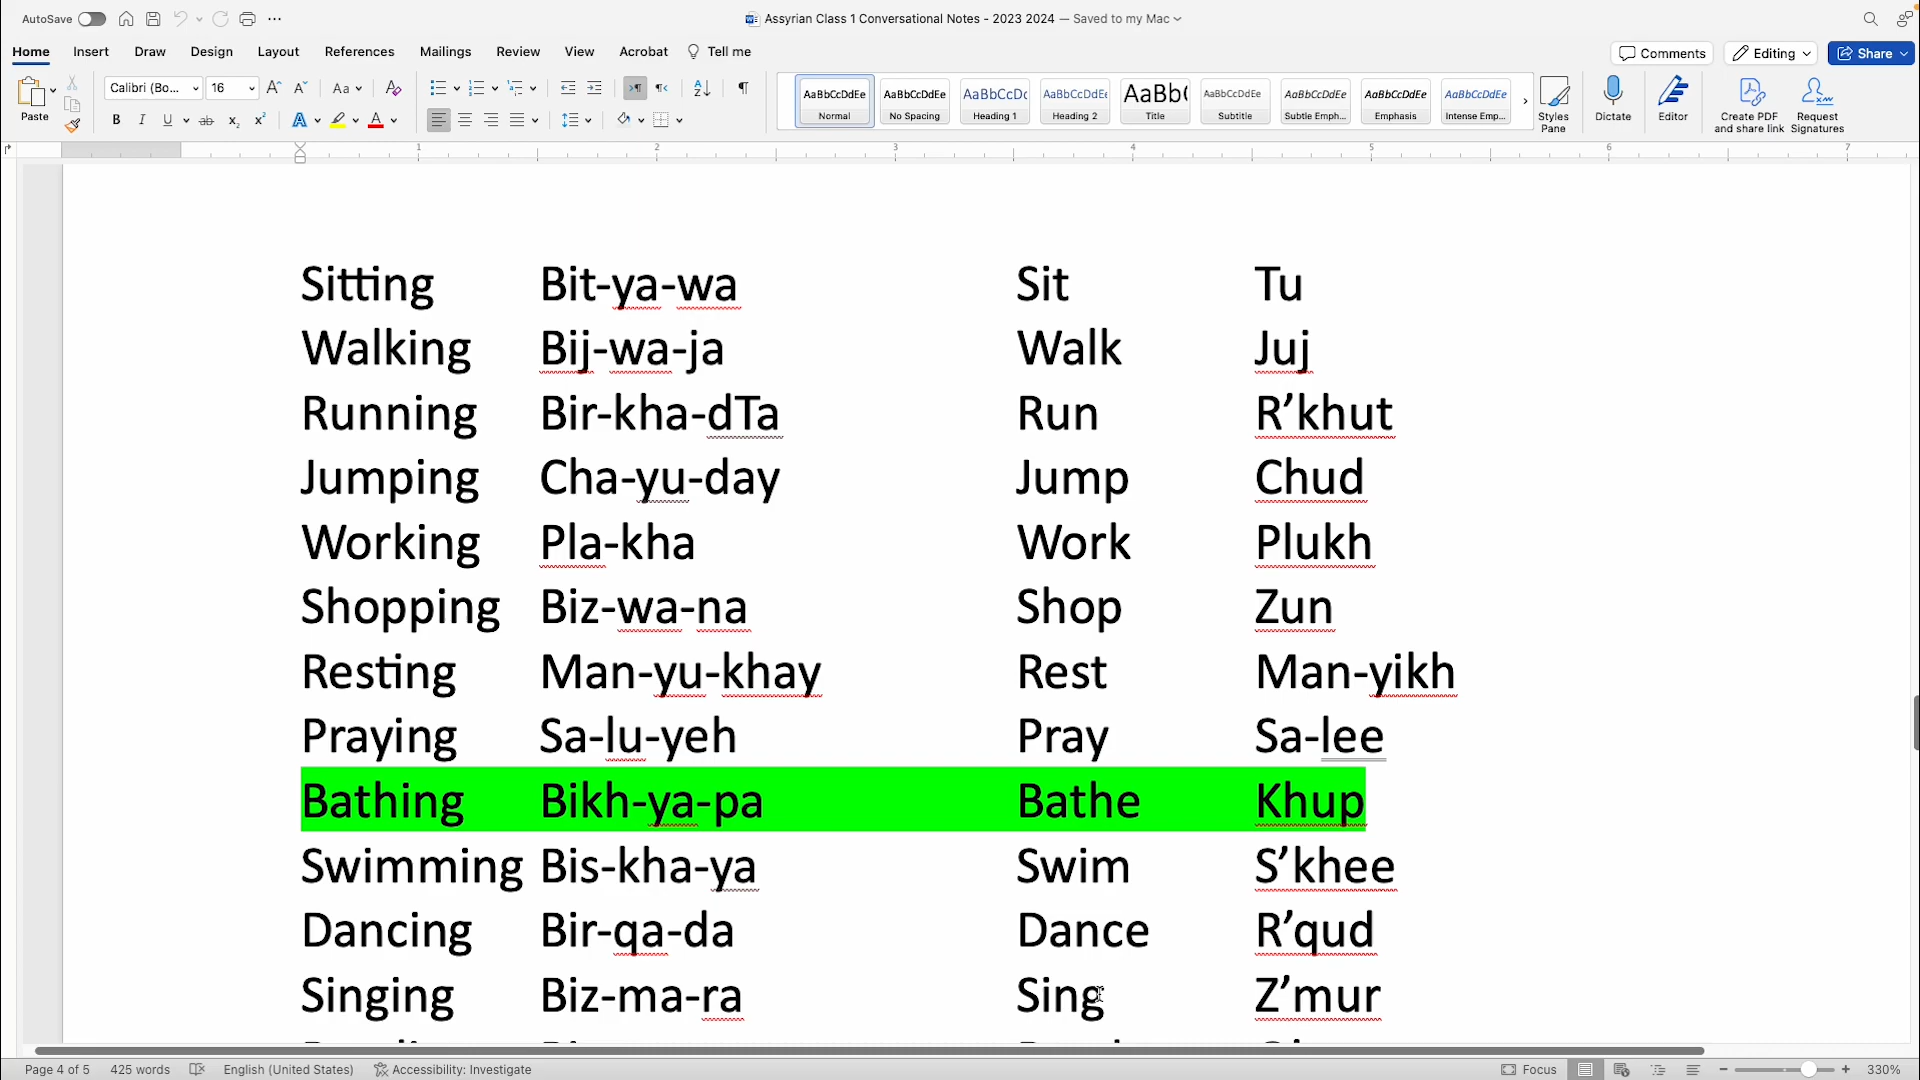 AutoSave
Assyrian Class 1 Conversational Notes - 2023 2024 — Saved to my Mac
Home Insert Draw Design Layout References Mailings Review View Acrobat Tell me
Comments Editing Share
Paste
Calibri (Bo... 16
AaBbCcDdEe AaBbCcDdEe AaBbCcDc AaBbCcDdEe AaBb( AaBbCcDdEe AaBbCcDdEe AaBbCcDdEe AaBbCcDdEe
Normal No Spacing Heading 1 Heading 2 Title Subtitle Subtle Emph... Emphasis Intense Emp...
Styles Pane
Dictate
Editor
Create PDF and share link
Request Signatures
1 2 3 4 5 6 7
Sitting Bit-ya-wa Sit Tu
Walking Bij-wa-ja Walk Juj
Running Bir-kha-dTa Run R’khut
Jumping Cha-yu-day Jump Chud
Working Pla-kha Work Plukh
Shopping Biz-wa-na Shop Zun
Resting Man-yu-khay Rest Man-yikh
Praying Sa-lu-yeh Pray Sa-lee
Bathing Bikh-ya-pa Bathe Khup
Swimming Bis-kha-ya Swim S’khee
Dancing Bir-qa-da Dance R’qud
Singing Biz-ma-ra Sing Z’mur
Page 4 of 5 425 words English (United States) Accessibility: Investigate Focus 330%